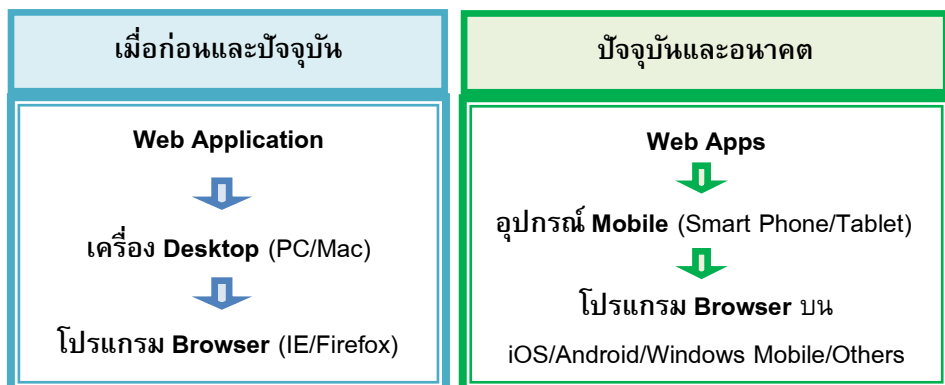 เมื่อก่อนและปัจจุบัน
Web Application
เครื่อง Desktop (PC/Mac)
โปรแกรม Browser (IE/Firefox)
ปัจจุบันและอนาคต
Web Apps
อุปกรณ์ Mobile (Smart Phone/Tablet)
โปรแกรม Browser บน
iOS/Android/Windows Mobile/Others